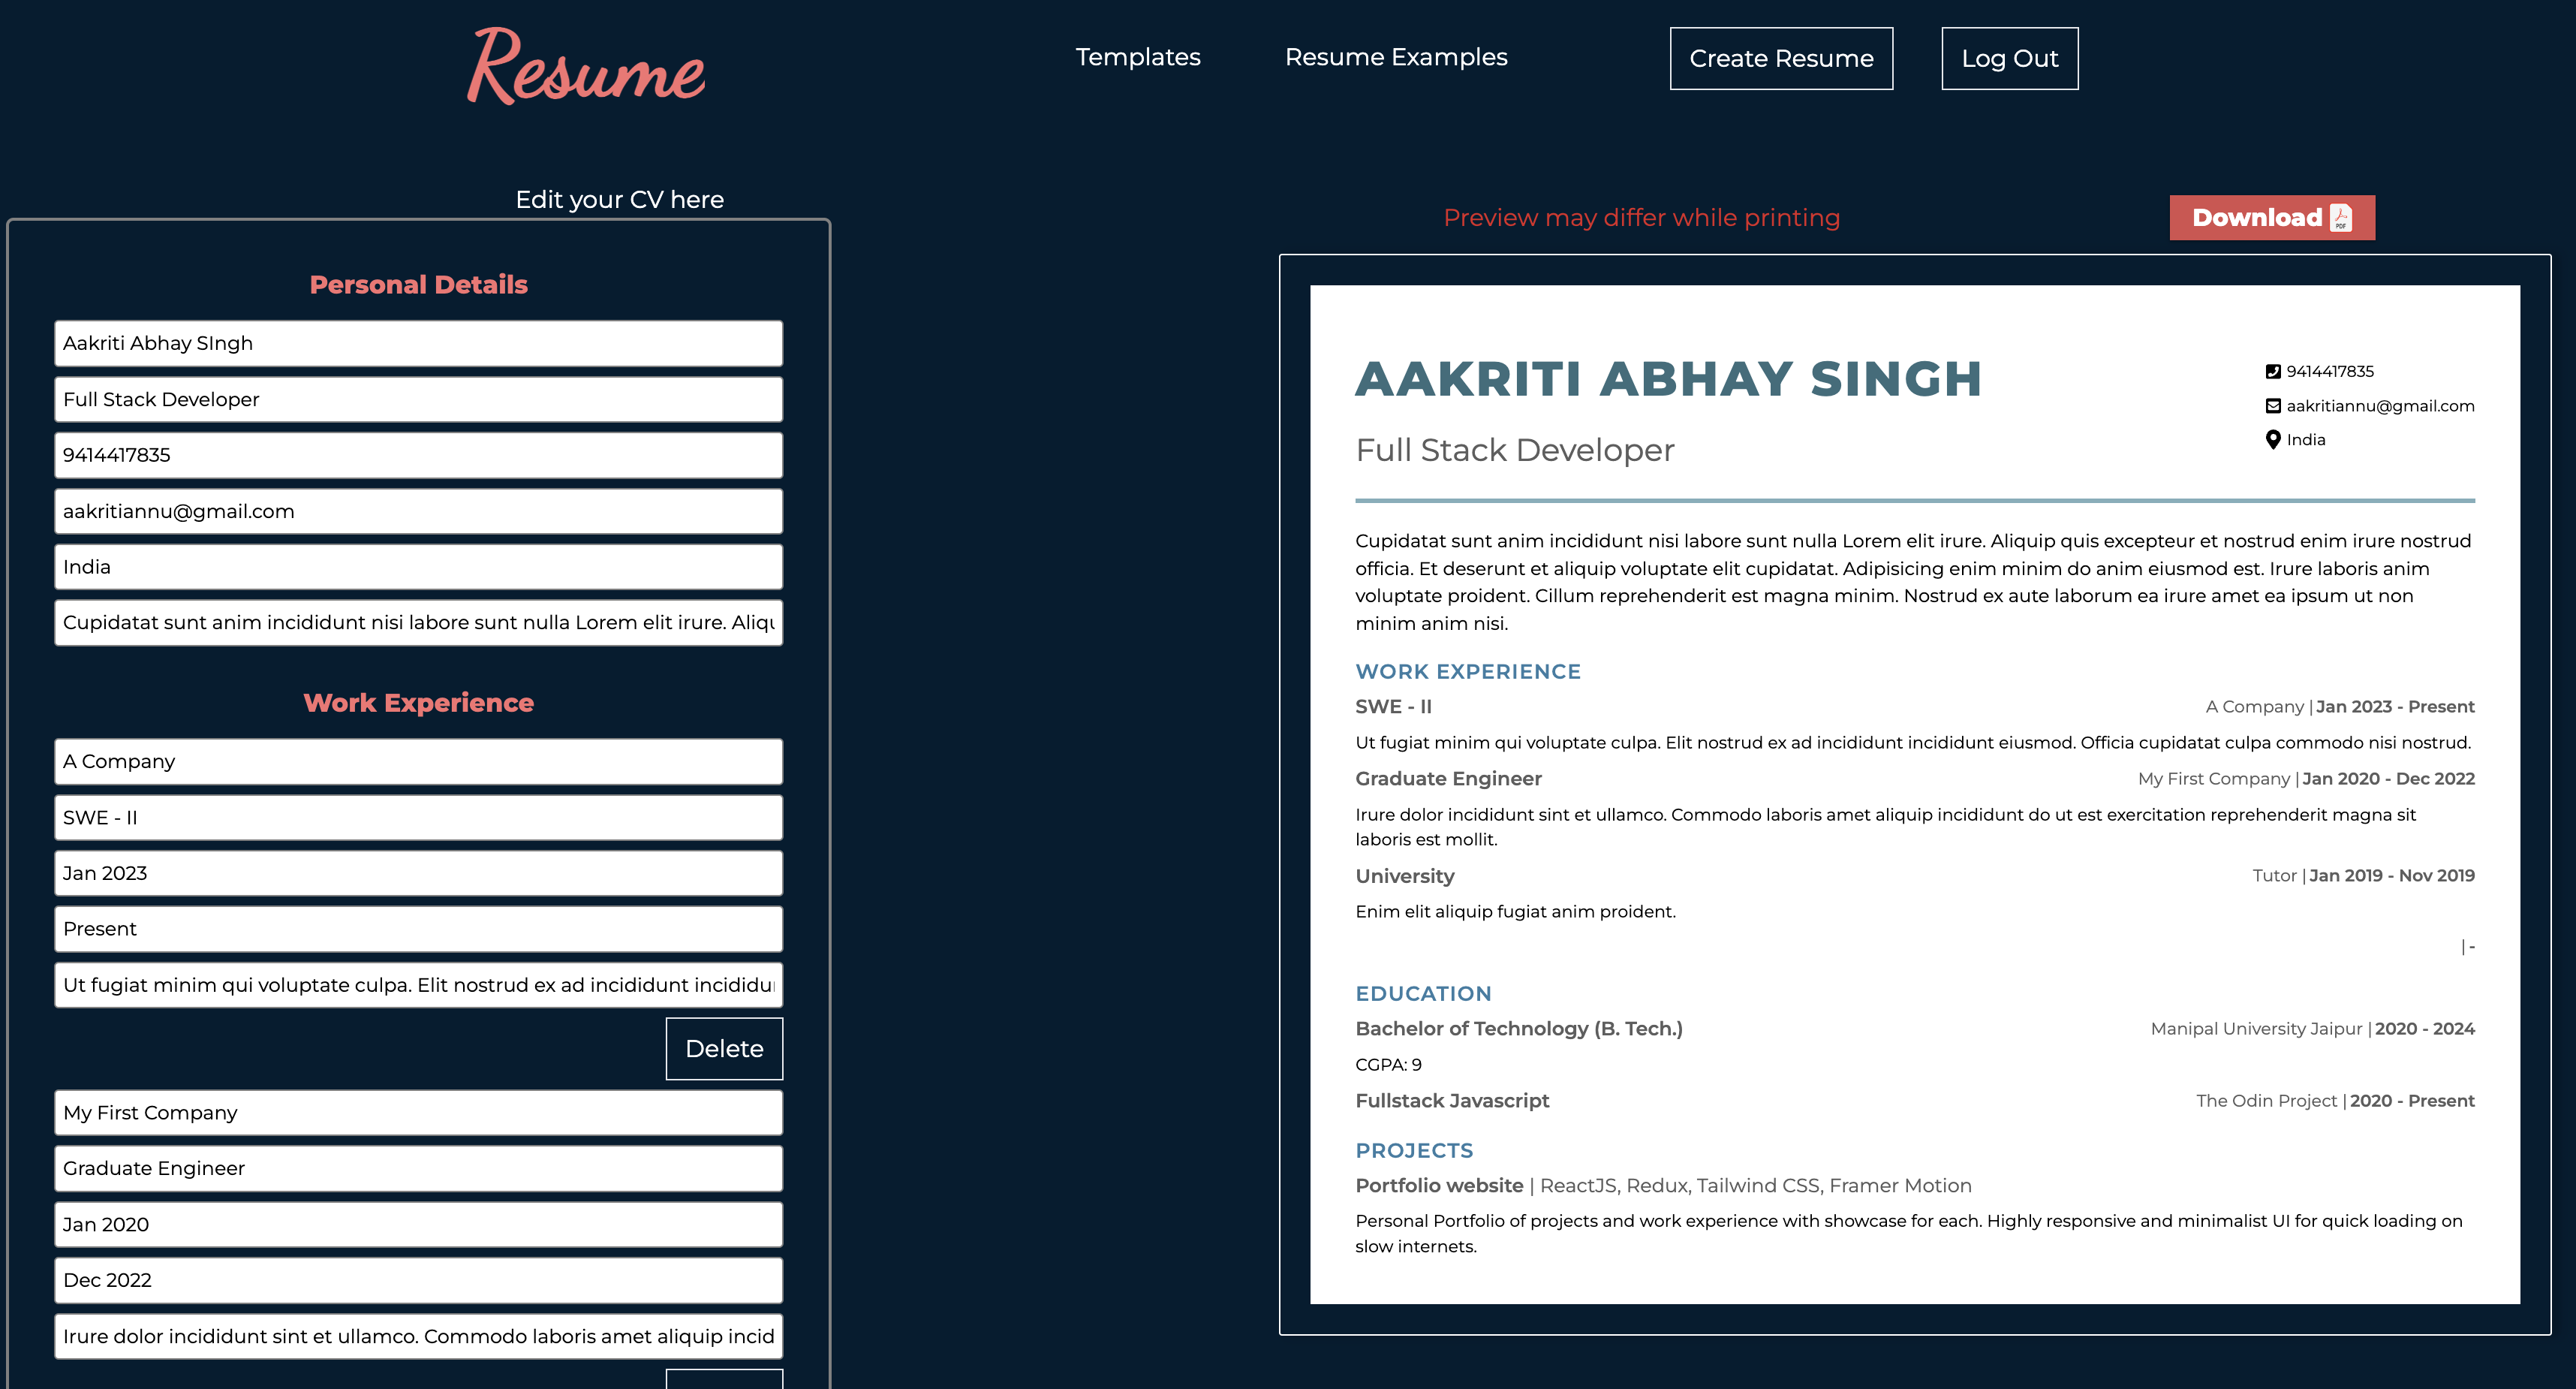 Resume
Templates
Resume Examples
Create Resume
Log Out
Edit your CV here
Personal Details
Aakriti Abhay SIngh
Full Stack Developer
9414417835
aakritiannu@gmail.com
India
Cupidatat sunt anim incididunt nisi labore sunt nulla Lorem elit irure. Aliqu
Work Experience
A Company
SWE - II
Jan 2023
Present
Ut fugiat minim qui voluptate culpa. Elit nostrud ex ad incididunt incididu
Delete
My First Company
Graduate Engineer
Jan 2020
Dec 2022
Irure dolor incididunt sint et ullamco. Commodo laboris amet aliquip incid
Preview may differ while printing
Download PDF
AAKRITI ABHAY SINGH
Full Stack Developer
9414417835
aakritiannu@gmail.com
India
Cupidatat sunt anim incididunt nisi labore sunt nulla Lorem elit irure. Aliquip quis excepteur et nostrud enim irure nostrud
officia. Et deserunt et aliquip voluptate elit cupidatat. Adipisicing enim minim do anim eiusmod est. Irure laboris anim
voluptate proident. Cillum reprehenderit est magna minim. Nostrud ex aute laborum ea irure amet ea ipsum ut non
minim anim nisi.
WORK EXPERIENCE
SWE - II A Company | Jan 2023 - Present
Ut fugiat minim qui voluptate culpa. Elit nostrud ex ad incididunt incididunt eiusmod. Officia cupidatat culpa commodo nisi nostrud.
Graduate Engineer My First Company | Jan 2020 - Dec 2022
Irure dolor incididunt sint et ullamco. Commodo laboris amet aliquip incididunt do ut est exercitation reprehenderit magna sit
laboris est mollit.
University Tutor | Jan 2019 - Nov 2019
Enim elit aliquip fugiat anim proident.
| -
EDUCATION
Bachelor of Technology (B. Tech.) Manipal University Jaipur | 2020 - 2024
CGPA: 9
Fullstack Javascript The Odin Project | 2020 - Present
PROJECTS
Portfolio website | ReactJS, Redux, Tailwind CSS, Framer Motion
Personal Portfolio of projects and work experience with showcase for each. Highly responsive and minimalist UI for quick loading on
slow internets.